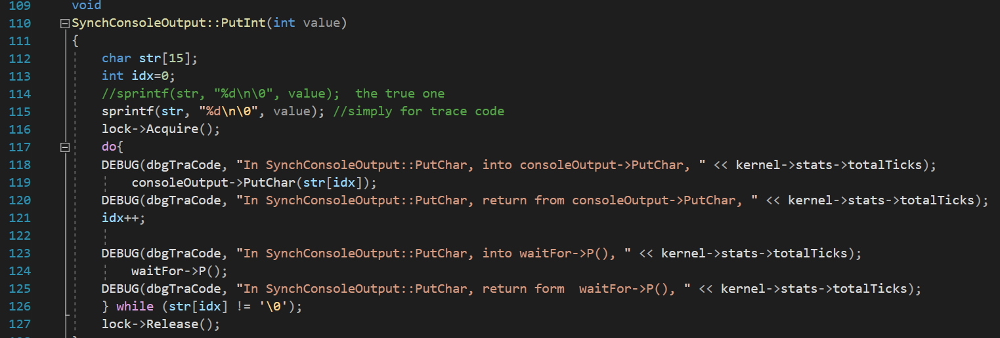 109 void
110 SynchConsoleOutput::PutInt(int value)
111 {
112 char str[15];
113 int idx=0;
114 //sprintf(str, "%d\n\0", value);  the true one
115 sprintf(str, "%d\n\0", value); //simply for trace code
116 lock->Acquire();
117 do{
118 DEBUG(dbgTraCode, "In SynchConsoleOutput::PutChar, into consoleOutput->PutChar, " << kernel->stats->totalTicks);
119 consoleOutput->PutChar(str[idx]);
120 DEBUG(dbgTraCode, "In SynchConsoleOutput::PutChar, return from consoleOutput->PutChar, " << kernel->stats->totalTicks);
121 idx++;
122
123 DEBUG(dbgTraCode, "In SynchConsoleOutput::PutChar, into waitFor->P(), " << kernel->stats->totalTicks);
124 waitFor->P();
125 DEBUG(dbgTraCode, "In SynchConsoleOutput::PutChar, return form  waitFor->P(), " << kernel->stats->totalTicks);
126 } while (str[idx] != '\0');
127 lock->Release();